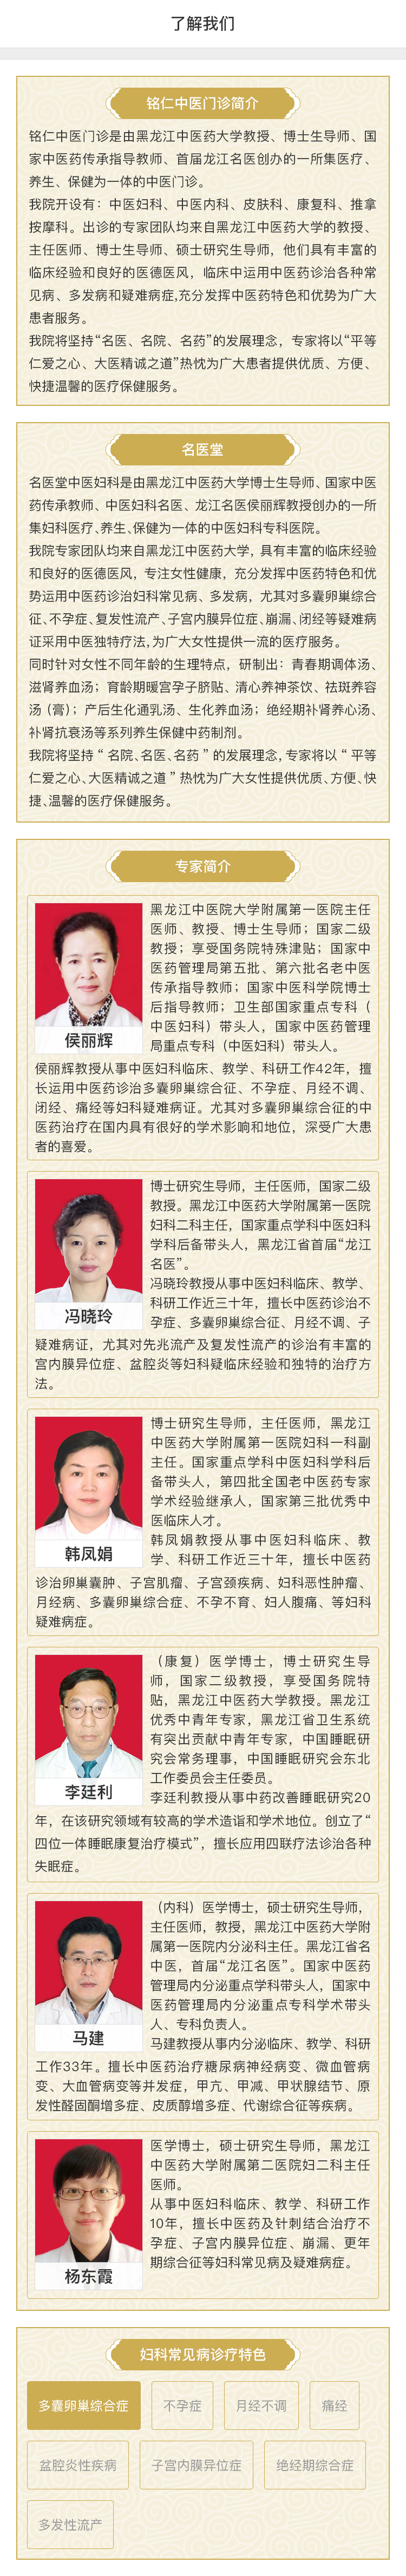 了解我们
铭仁中医门诊简介
铭仁中医门诊是由黑龙江中医药大学教授、博士生导师、国
家中医药传承指导教师、首届龙江名医创办的一所集医疗、
养生、保健为一体的中医门诊。
我院开设有：中医妇科、中医内科、皮肤科、康复科、推拿
按摩科。出诊的专家团队均来自黑龙江中医药大学的教授、
主任医师、博士生导师、硕士研究生导师，他们具有丰富的
临床经验和良好的医德医风，临床中运用中医药诊治各种常
见病、多发病和疑难病症,充分发挥中医药特色和优势为广大
患者服务。
我院将坚持“名医、名院、名药”的发展理念，专家将以“平等
仁爱之心、大医精诚之道”热忱为广大患者提供优质、方便、
快捷温馨的医疗保健服务。
名医堂
名医堂中医妇科是由黑龙江中医药大学博士生导师、国家中医
药传承教师、中医妇科名医、龙江名医侯丽辉教授创办的一所
集妇科医疗、养生、保健为一体的中医妇科专科医院。
我院专家团队均来自黑龙江中医药大学，具有丰富的临床经验
和良好的医德医风，专注女性健康，充分发挥中医药特色和优
势运用中医药诊治妇科常见病、多发病，尤其对多囊卵巢综合
征、不孕症、复发性流产、子宫内膜异位症、崩漏、闭经等疑难病
证采用中医独特疗法,为广大女性提供一流的医疗服务。
同时针对女性不同年龄的生理特点，研制出：青春期调体汤、
滋肾养血汤；育龄期暖宫孕子脐贴、清心养神茶饮、祛斑养容
汤（膏）；产后生化通乳汤、生化养血汤；绝经期补肾养心汤、
补肾抗衰汤等系列养生保健中药制剂。
我院将坚持“名院、名医、名药”的发展理念，专家将以“平等
仁爱之心、大医精诚之道”热忱为广大女性提供优质、方便、快
捷、温馨的医疗保健服务。
专家简介
黑龙江中医院大学附属第一医院主任
医师、教授、博士生导师；国家二级
教授；享受国务院特殊津贴；国家中
医药管理局第五批、第六批名老中医
传承指导教师；国家中医科学院博士
后指导教师；卫生部国家重点专科（
中医妇科）带头人，国家中医药管理
局重点专科（中医妇科）带头人。
侯丽辉
侯丽辉教授从事中医妇科临床、教学、科研工作42年，擅
长运用中医药诊治多囊卵巢综合征、不孕症、月经不调、
闭经、痛经等妇科疑难病证。尤其对多囊卵巢综合征的中
医药治疗在国内具有很好的学术影响和地位，深受广大患
者的喜爱。
博士研究生导师，主任医师，国家二级
教授。黑龙江中医药大学附属第一医院
妇科二科主任，国家重点学科中医妇科
学科后备带头人，黑龙江省首届“龙江
名医”。
冯晓玲教授从事中医妇科临床、教学、
科研工作近三十年，擅长中医药诊治不
孕症、多囊卵巢综合征、月经不调、子
冯晓玲
疑难病证，尤其对先兆流产及复发性流产的诊治有丰富的
宫内膜异位症、盆腔炎等妇科疑临床经验和独特的治疗方
法。
博士研究生导师，主任医师，黑龙江
中医药大学附属第一医院妇科一科副
主任。国家重点学科中医妇科学科后
备带头人，第四批全国老中医药专家
学术经验继承人，国家第三批优秀中
医临床人才。
韩凤娟教授从事中医妇科临床、教
学、科研工作近三十年，擅长中医药
韩凤娟
诊治卵巢囊肿、子宫肌瘤、子宫颈疾病、妇科恶性肿瘤、
月经病、多囊卵巢综合症、不孕不育、妇人腹痛、等妇科
疑难病症。
（康复）医学博士，博士研究生导
师，国家二级教授，享受国务院特
贴，黑龙江中医药大学教授。黑龙江
优秀中青年专家，黑龙江省卫生系统
有突出贡献中青年专家，中国睡眠研
究会常务理事，中国睡眠研究会东北
工作委员会主任委员。
李廷利教授从事中药改善睡眠研究20
李廷利
年，在该研究领域有较高的学术造诣和学术地位。创立了“
四位一体睡眠康复治疗模式”，擅长应用四联疗法诊治各种
失眠症。
（内科）医学博士，硕士研究生导师，
主任医师，教授，黑龙江中医药大学附
属第一医院内分泌科主任。黑龙江省名
中医，首届“龙江名医”。国家中医药
管理局内分泌重点学科带头人，国家中
医药管理局内分泌重点专科学术带头
人、专科负责人。
马建教授从事内分泌临床、教学、科研
马建
工作33年。擅长中医药治疗糖尿病神经病变、微血管病
变、大血管病变等并发症，甲亢、甲减、甲状腺结节、原
发性醛固酮增多症、皮质醇增多症、代谢综合征等疾病。
医学博士，硕士研究生导师，黑龙江
中医药大学附属第二医院妇二科主任
医师。
从事中医妇科临床、教学、科研工作
10年，擅长中医药及针刺结合治疗不
孕症、子宫内膜异位症、崩漏、更年
期综合征等妇科常见病及疑难病症。
杨东霞
妇科常见病诊疗特色
多囊卵巢综合症
不孕症
月经不调
痛经
盆腔炎性疾病
子宫内膜异位症
绝经期综合症
多发性流产